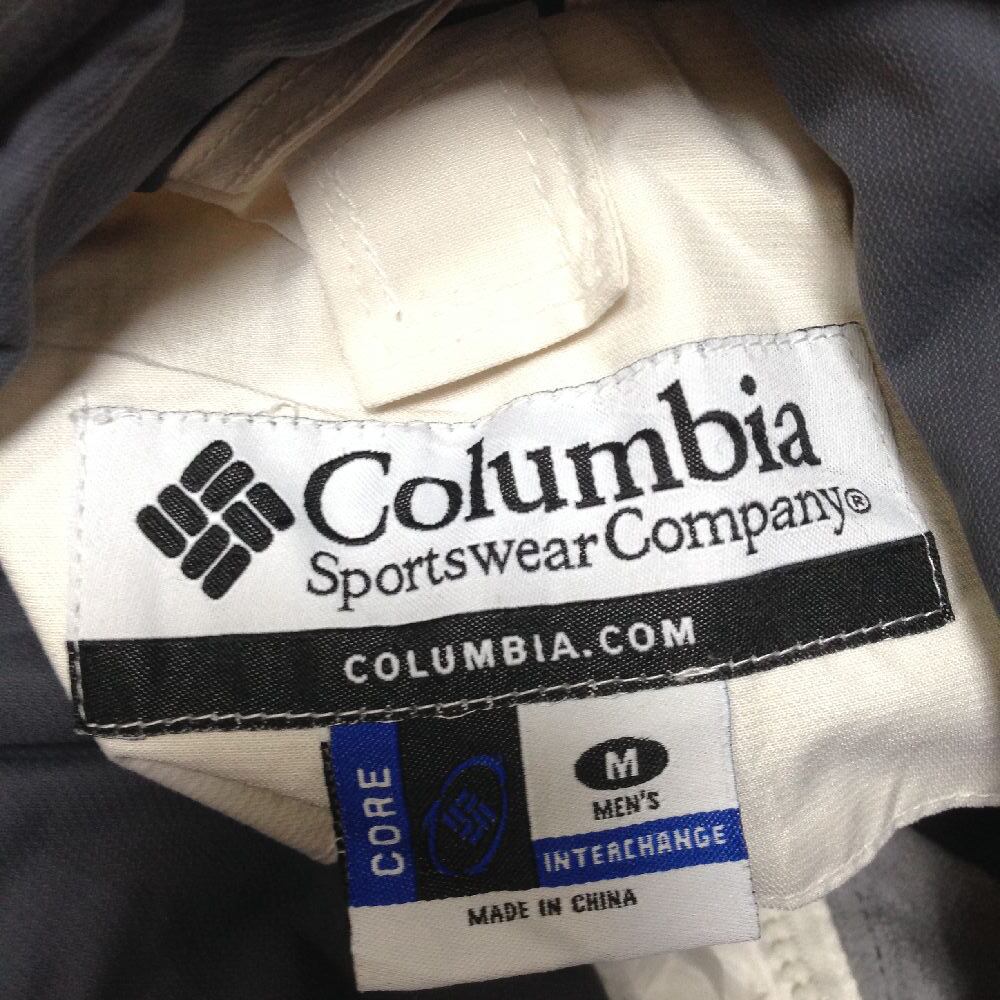 Columbia
Sportswear Company®
COLUMBIA.COM
CORE
M
MEN'S
INTERCHANGE
MADE IN CHINA